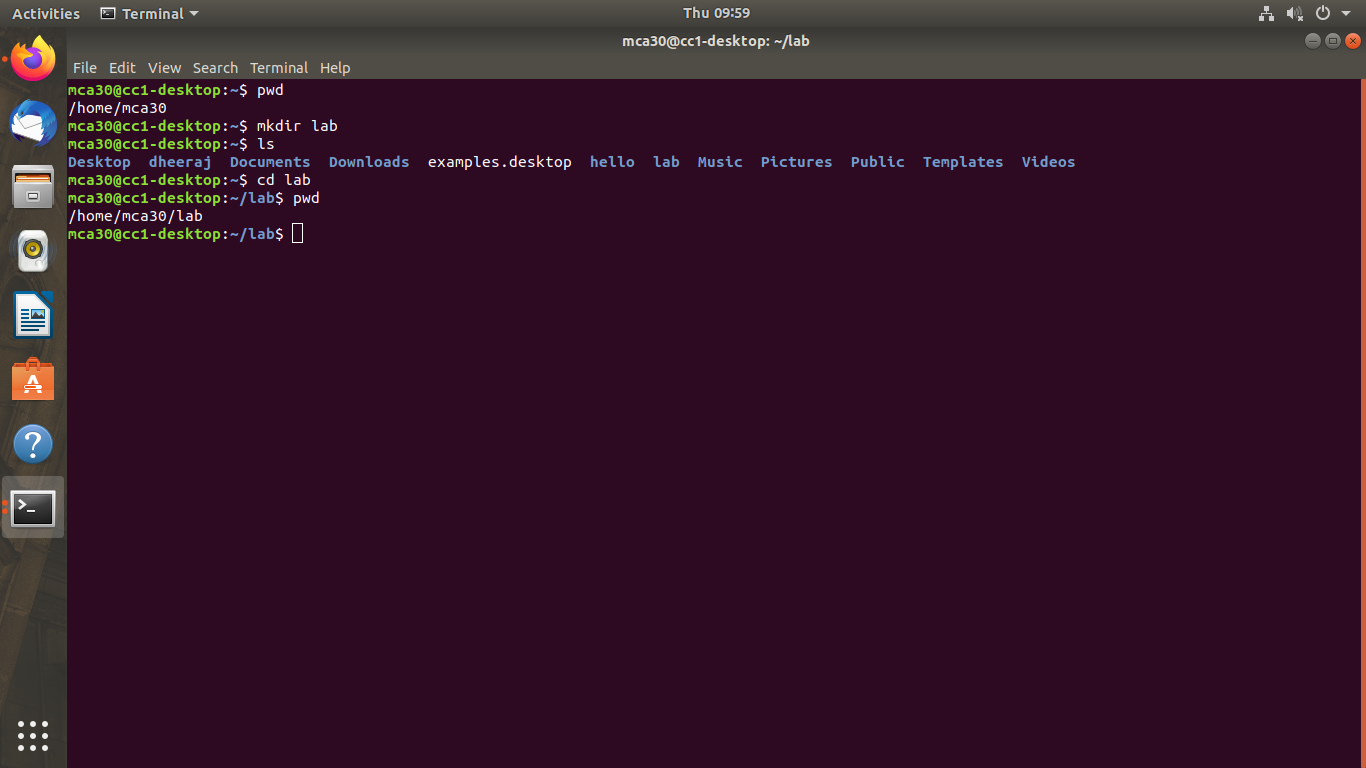 Activities Terminal Thu 09:59
mca30@cc1-desktop: ~/lab
File Edit View Search Terminal Help
mca30@cc1-desktop:~$ pwd
/home/mca30
mca30@cc1-desktop:~$ mkdir lab
mca30@cc1-desktop:~$ ls
Desktop dheeraj Documents Downloads examples.desktop hello lab Music Pictures Public Templates Videos
mca30@cc1-desktop:~$ cd lab
mca30@cc1-desktop:~/lab$ pwd
/home/mca30/lab
mca30@cc1-desktop:~/lab$